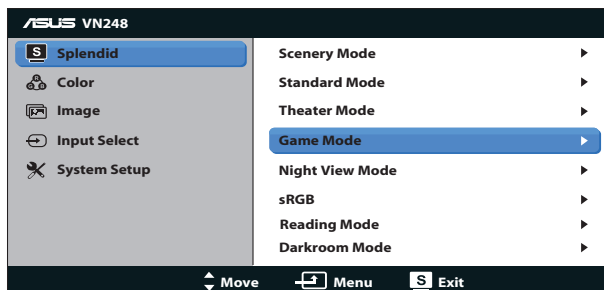 ASUS VN248
S Splendid
Color
Image
Input Select
System Setup
Scenery Mode
Standard Mode
Theater Mode
Game Mode
Night View Mode
sRGB
Reading Mode
Darkroom Mode
Move Menu S Exit